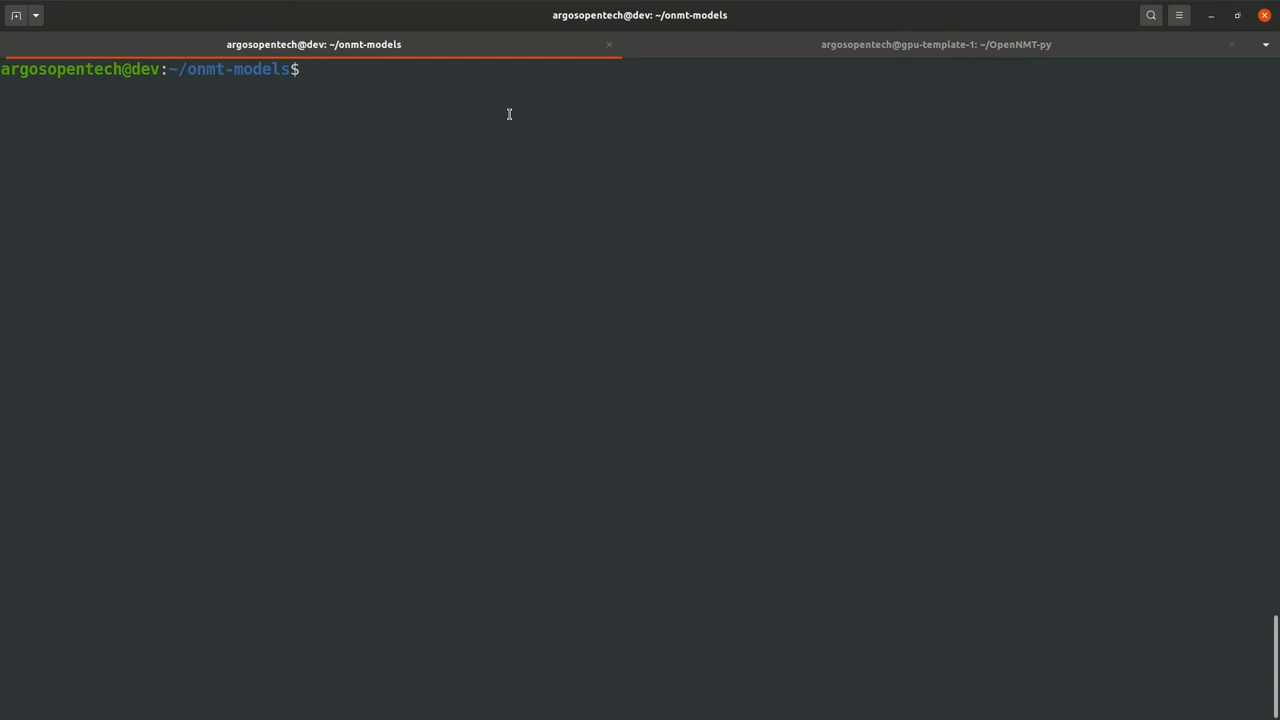 argosopentech@dev: ~/onmt-models
argosopentech@dev: ~/onmt-models
argosopentech@gpu-template-1: ~/OpenNMT-py
argosopentech@dev:~/onmt-models$